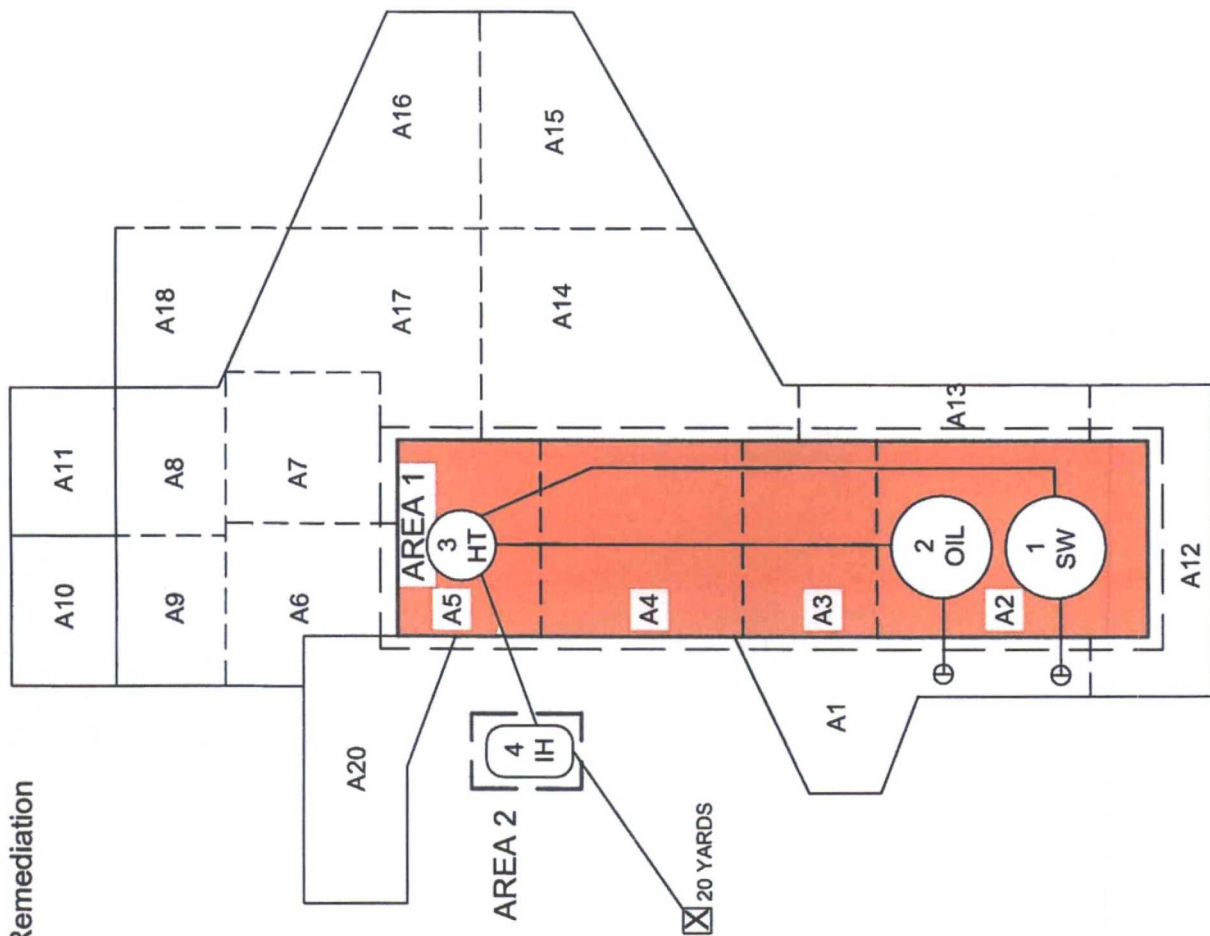 Remediation
A10
A11
A9
A8
A18
A6
A7
A17
A16
A14
A15
A20
AREA 1
3
HT
A5
A4
A3
A2
2
OIL
1
SW
A13
A12
A1
4
IH
AREA 2
X 20 YARDS